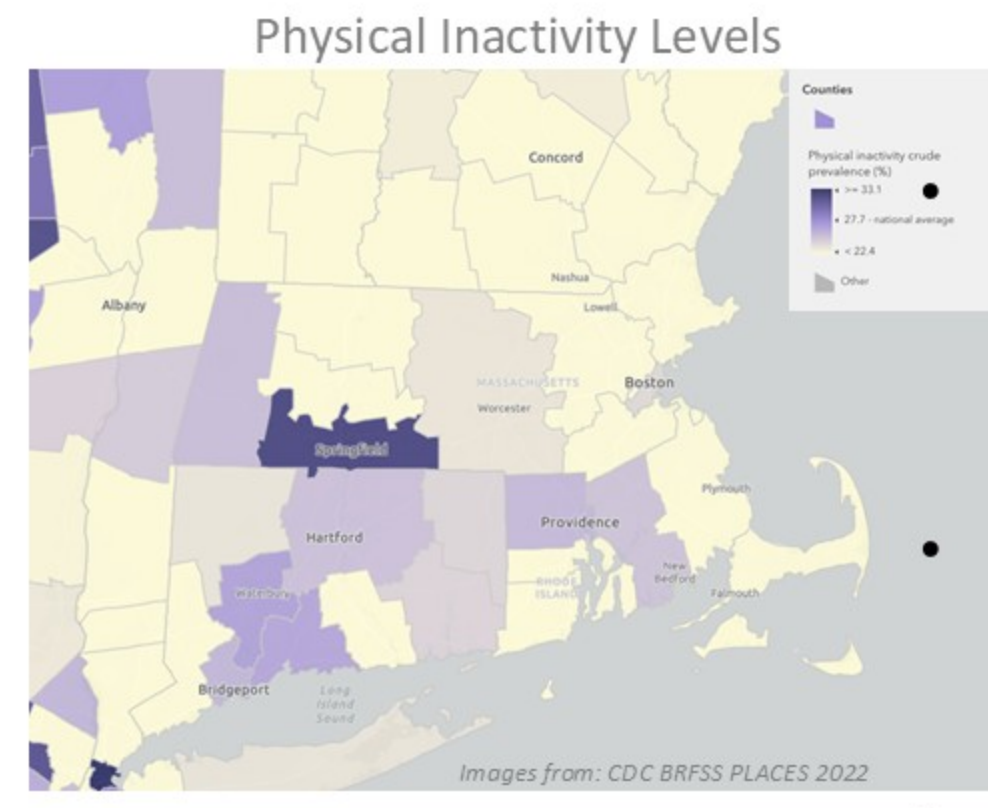 Physical Inactivity Levels
Counties
Physical inactivity crude
prevalence (%)
>= 33.1
27.7 - national average
< 22.4
Other
Concord
Nashua
Albany
Lowell
MASSACHUSETTS
Boston
Worcester
Springfield
Plymouth
Providence
Hartford
New
Bedford
RHODE
ISLAND
Waterbury
Falmouth
Bridgeport
Long
Island
Sound
Images from: CDC BRFSS PLACES 2022